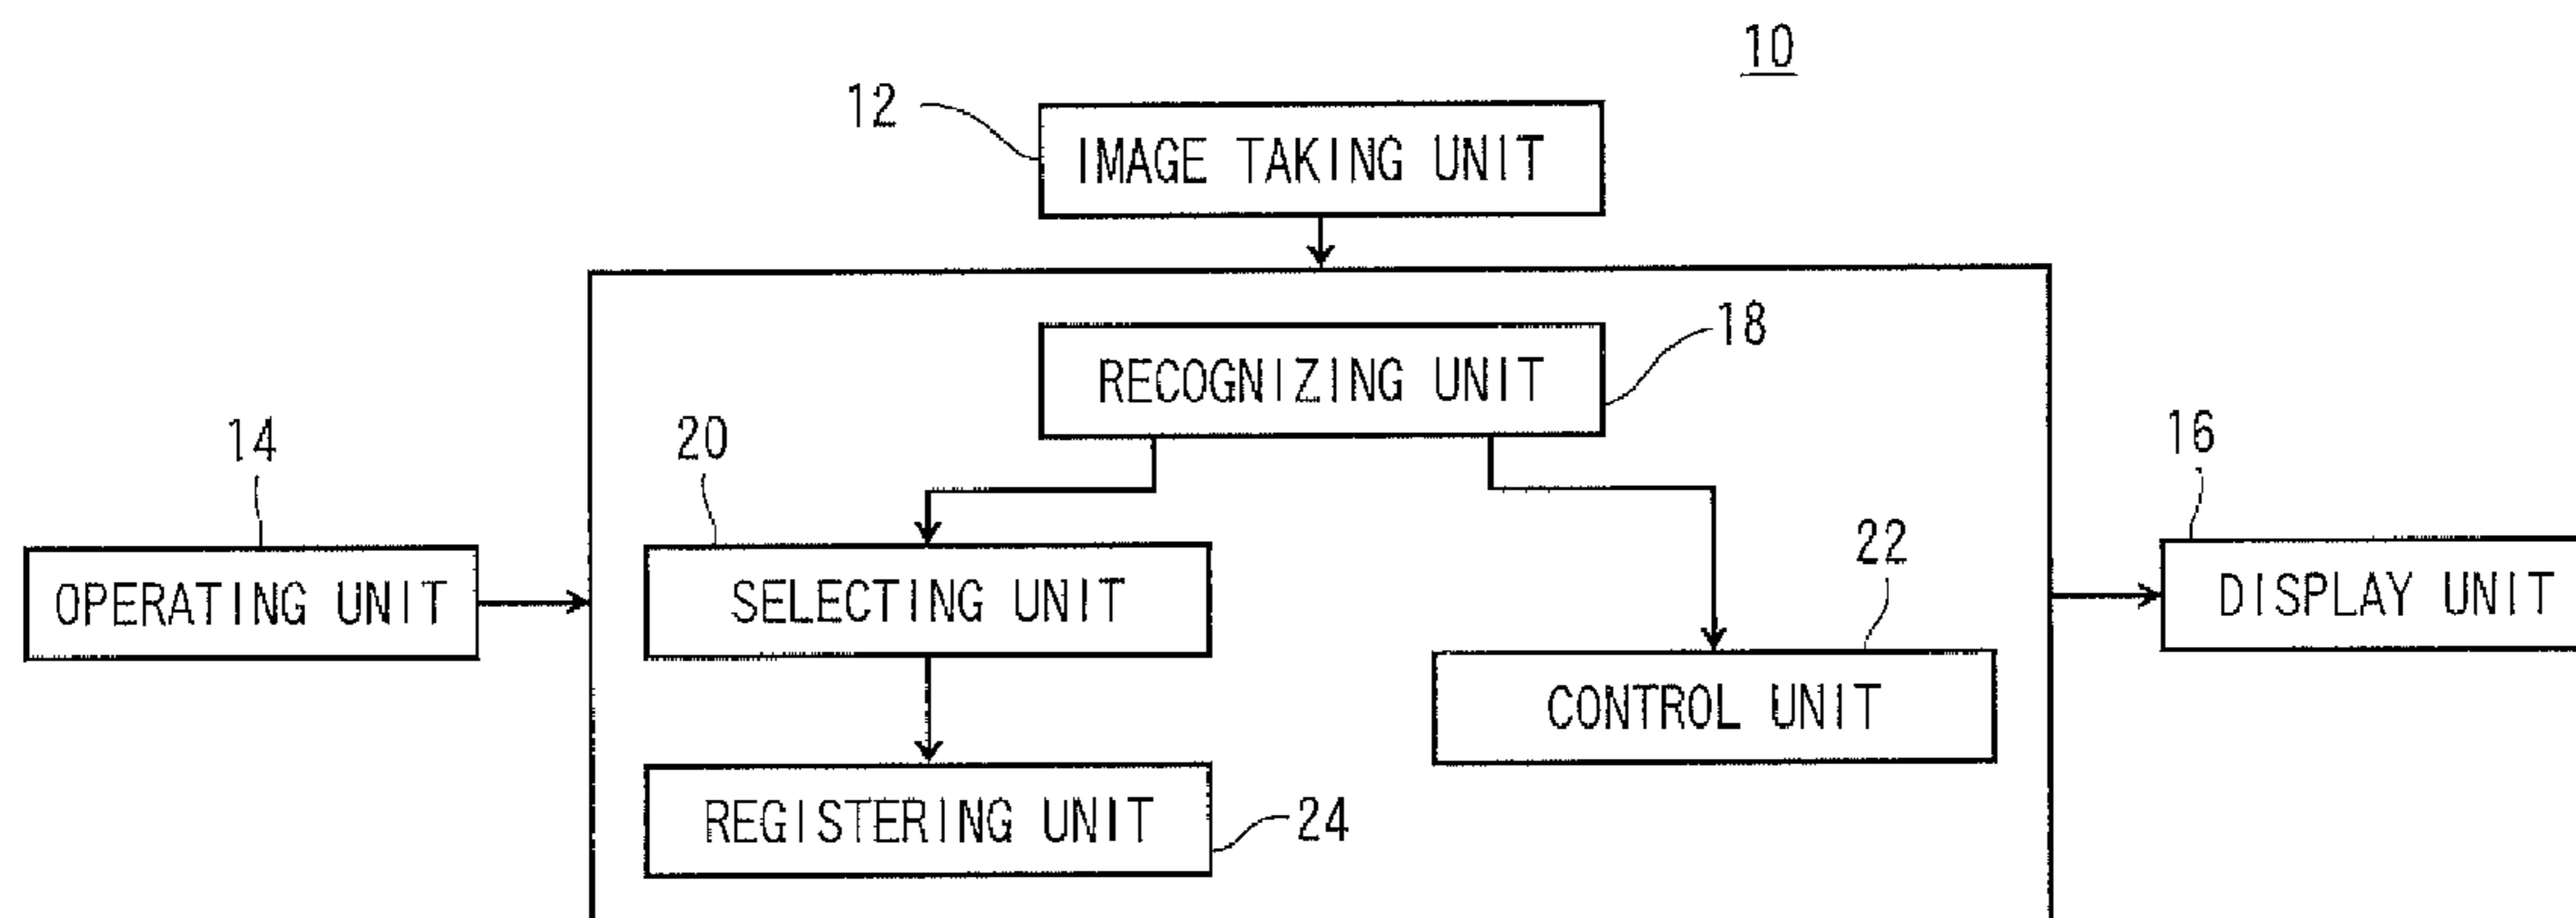 10
12
IMAGE TAKING UNIT
18
RECOGNIZING UNIT
14
20
16
22
OPERATING UNIT
SELECTING UNIT
DISPLAY UNIT
CONTROL UNIT
REGISTERING UNIT
24